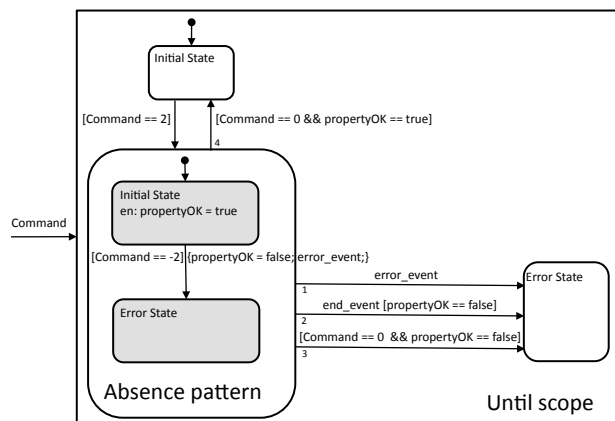 Initial State
[Command == 2]
[Command == 0 && propertyOK == true]
4
Initial State
en: propertyOK = true
Command
[Command == -2] {propertyOK = false; error_event;}
error_event
1
Error State
Error State
end_event [propertyOK == false]
2
[Command == 0 && propertyOK == false]
3
Absence pattern
Until scope